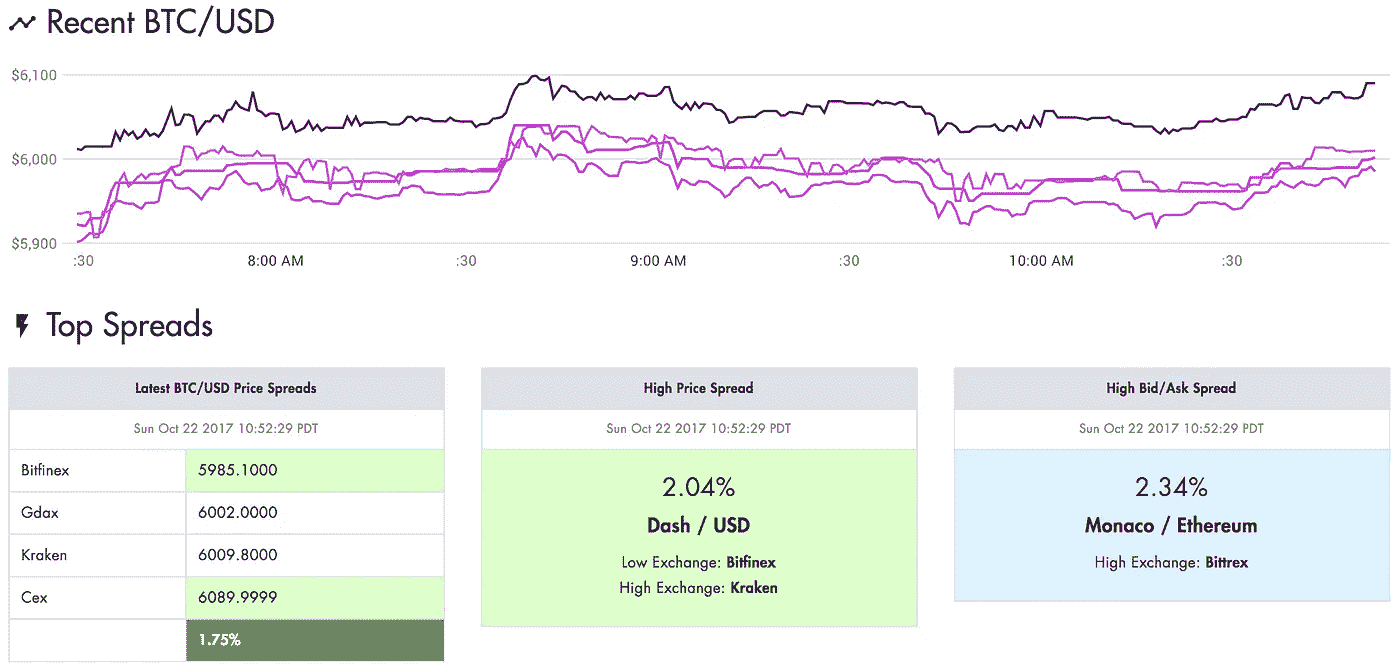 Recent BTC/USD
$6,100
$6,000
$5,900
:30 8:00 AM :30 9:00 AM :30 10:00 AM :30
Top Spreads
Latest BTC/USD Price Spreads
Sun Oct 22 2017 10:52:29 PDT
Bitfinex 5985.1000
Gdax 6002.0000
Kraken 6009.8000
Cex 6089.9999
1.75%
High Price Spread
Sun Oct 22 2017 10:52:29 PDT
2.04%
Dash / USD
Low Exchange: Bitfinex
High Exchange: Kraken
High Bid/Ask Spread
Sun Oct 22 2017 10:52:29 PDT
2.34%
Monaco / Ethereum
High Exchange: Bittrex